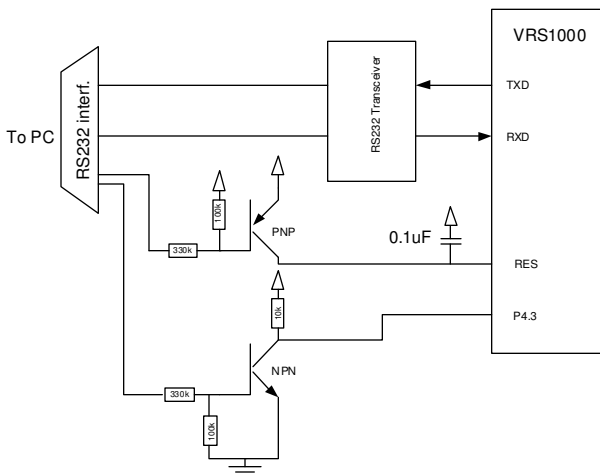 VRS1000
TXD
RS232 Transceiver
RS232 interf.
To PC
RXD
100k
PNP
0.1uF
330k
RES
10k
P4.3
NPN
330k
100k